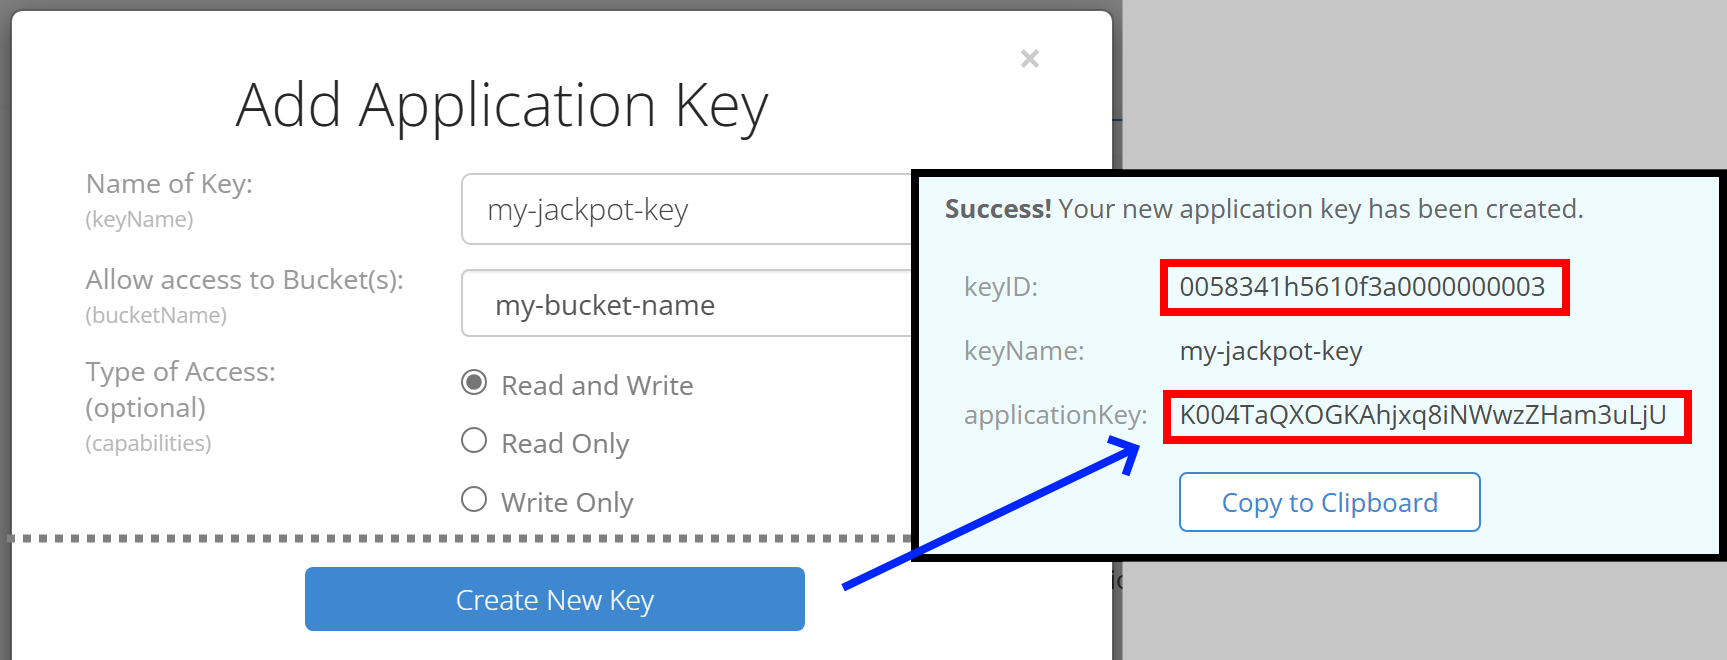 ×
Add Application Key
Name of Key:
(keyName)
my-jackpot-key
Allow access to Bucket(s):
(bucketName)
my-bucket-name
Type of Access:
(optional)
(capabilities)
Read and Write
Read Only
Write Only
Create New Key
Success! Your new application key has been created.
keyID: 0058341h5610f3a0000000003
keyName: my-jackpot-key
applicationKey: K004TaQXOGKAhjxq8iNWwzZHam3uLjU
Copy to Clipboard